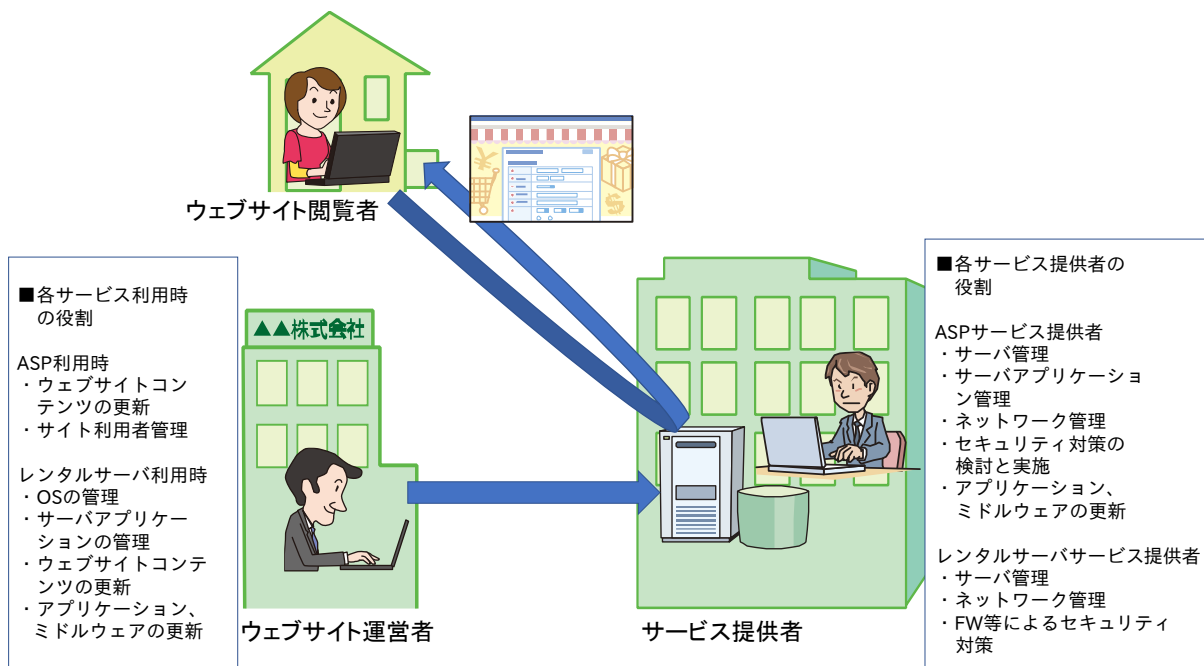 ウェブサイト閲覧者
■各サービス利用時
の役割
ASP利用時
・ウェブサイトコン
テンツの更新
・サイト利用者管理
レンタルサーバ利用時
・OSの管理
・サーバアプリケー
ションの管理
・ウェブサイトコンテ
ンツの更新
・アプリケーション、
ミドルウェアの更新
▲▲株式会社
ウェブサイト運営者
サービス提供者
■各サービス提供者の
役割
ASPサービス提供者
・サーバ管理
・サーバアプリケーショ
ン管理
・ネットワーク管理
・セキュリティ対策の
検討と実施
・アプリケーション、
ミドルウェアの更新
レンタルサーバサービス提供者
・サーバ管理
・ネットワーク管理
・FW等によるセキュリティ
対策
¥
$